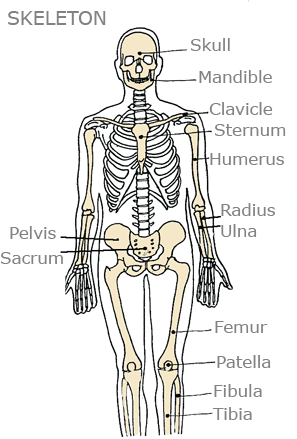 SKELETON
Skull
Mandible
Clavicle
Sternum
Humerus
Radius
Ulna
Pelvis
Sacrum
Femur
Patella
Fibula
Tibia